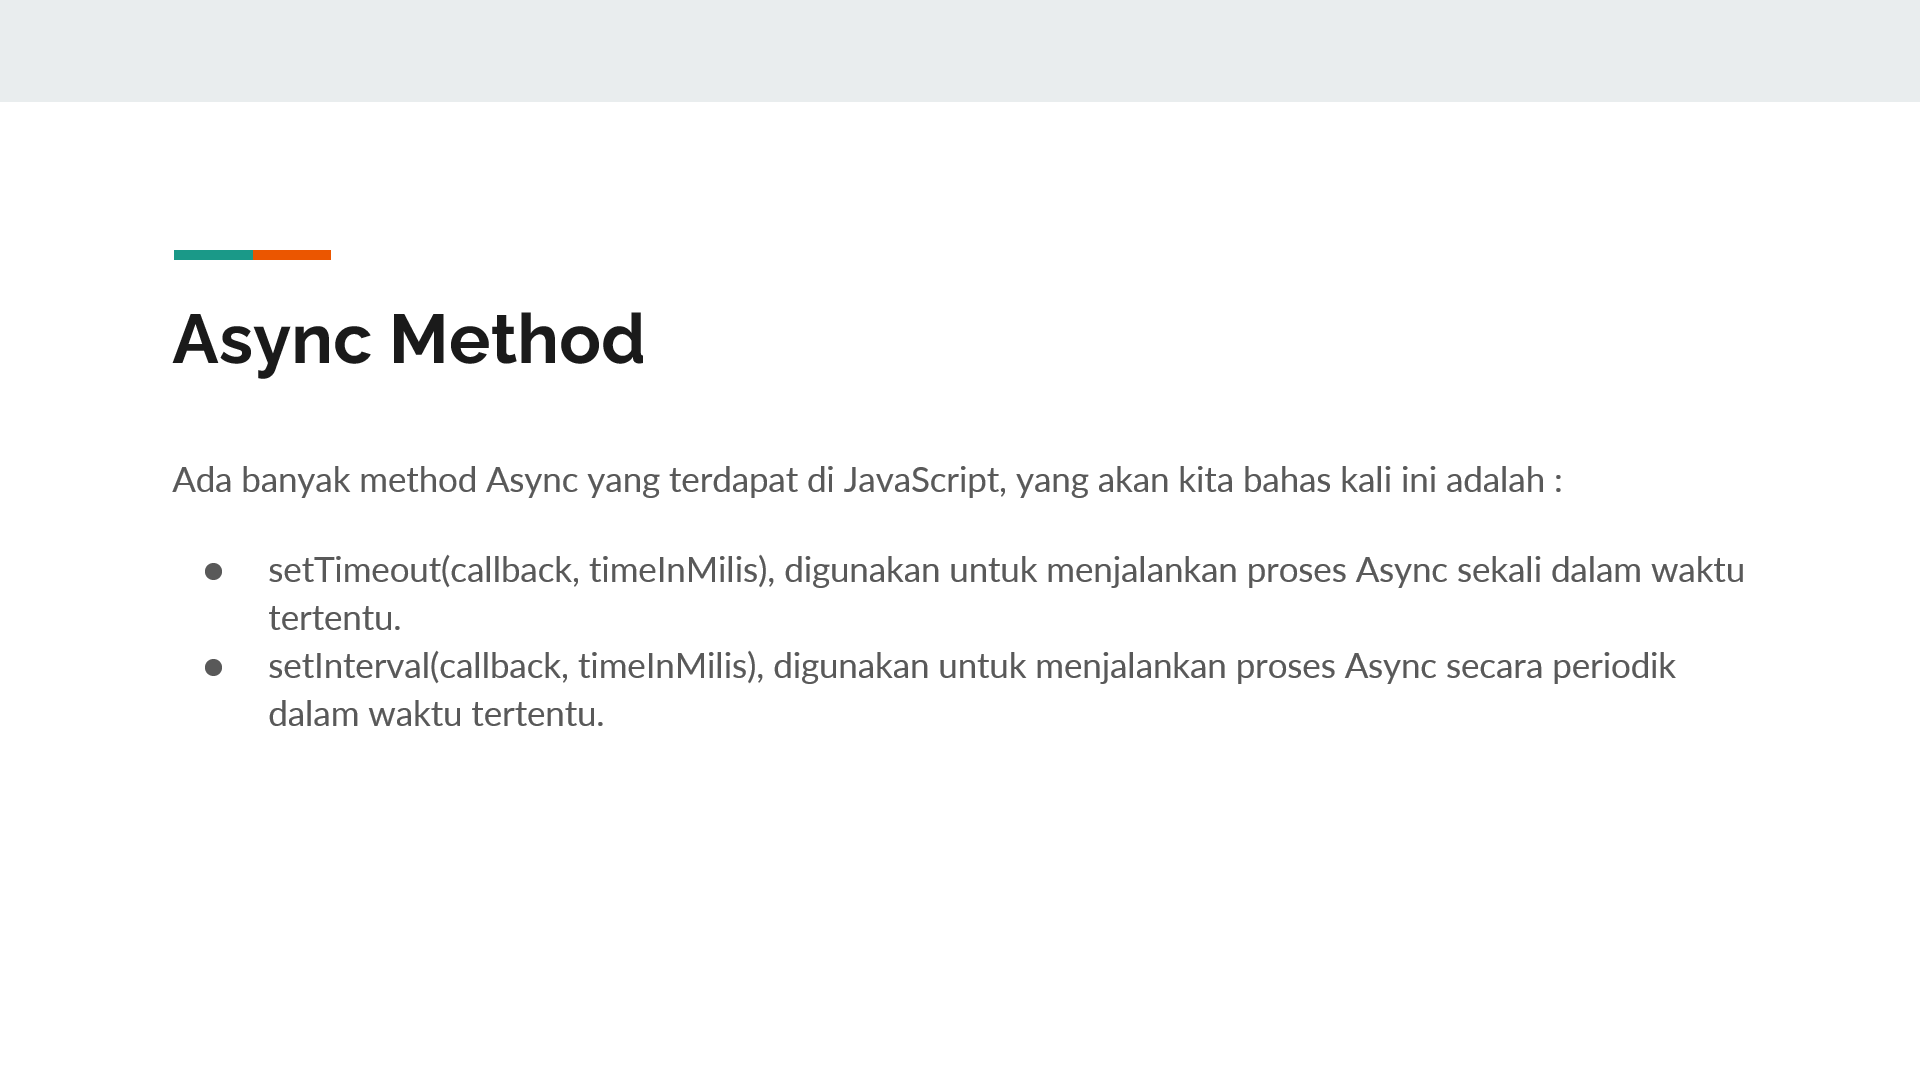 Async Method
Ada banyak method Async yang terdapat di JavaScript, yang akan kita bahas kali ini adalah :
● setTimeout(callback, timeInMilis), digunakan untuk menjalankan proses Async sekali dalam waktu
tertentu.
● setInterval(callback, timeInMilis), digunakan untuk menjalankan proses Async secara periodik
dalam waktu tertentu.